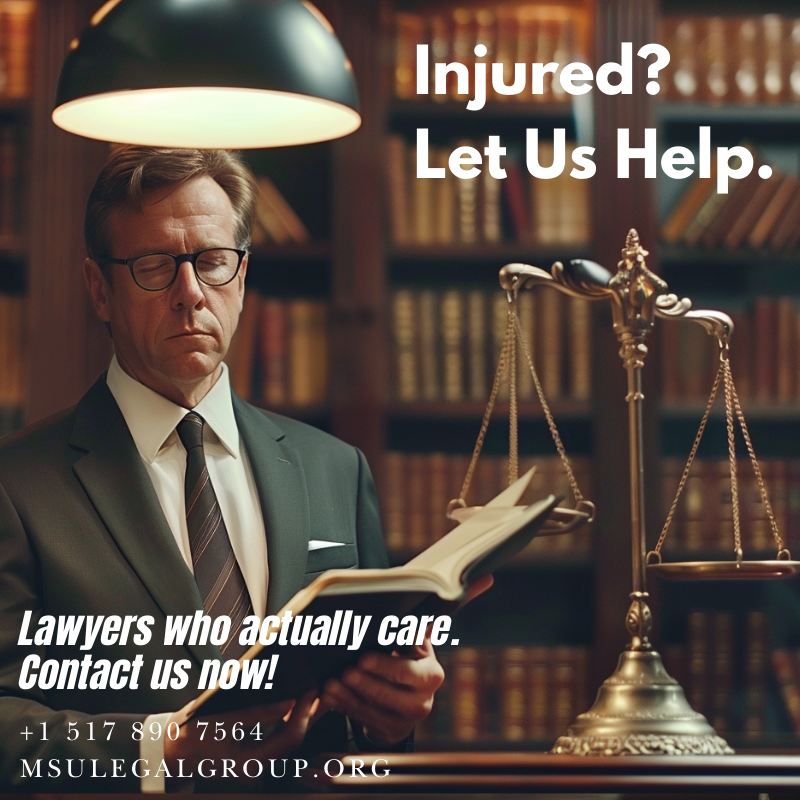 Injured?
Let Us Help.
Lawyers who actually care.
Contact us now!
+1 517 890 7564
MSULEGALGROUP.ORG